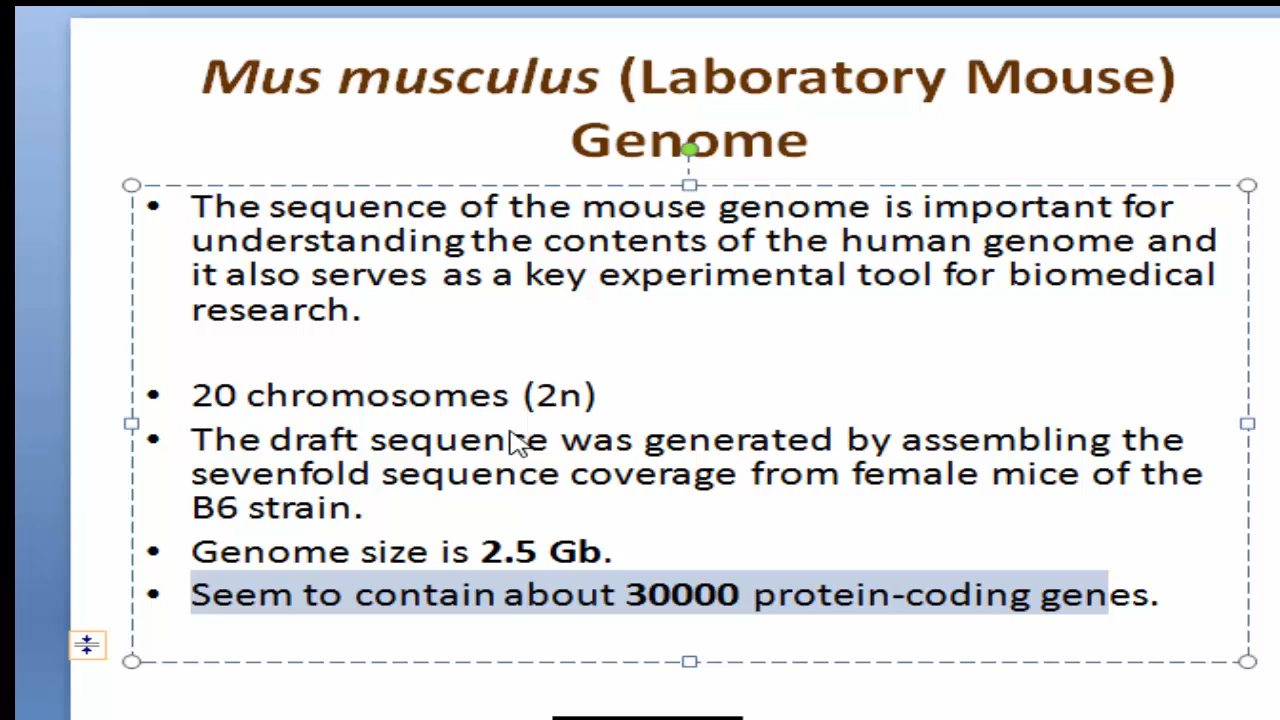 Mus musculus (Laboratory Mouse)
Genome
• The sequence of the mouse genome is important for
understanding the contents of the human genome and
it also serves as a key experimental tool for biomedical
research.
• 20 chromosomes (2n)
• The draft sequence was generated by assembling the
sevenfold sequence coverage from female mice of the
B6 strain.
• Genome size is 2.5 Gb.
• Seem to contain about 30000 protein-coding genes.